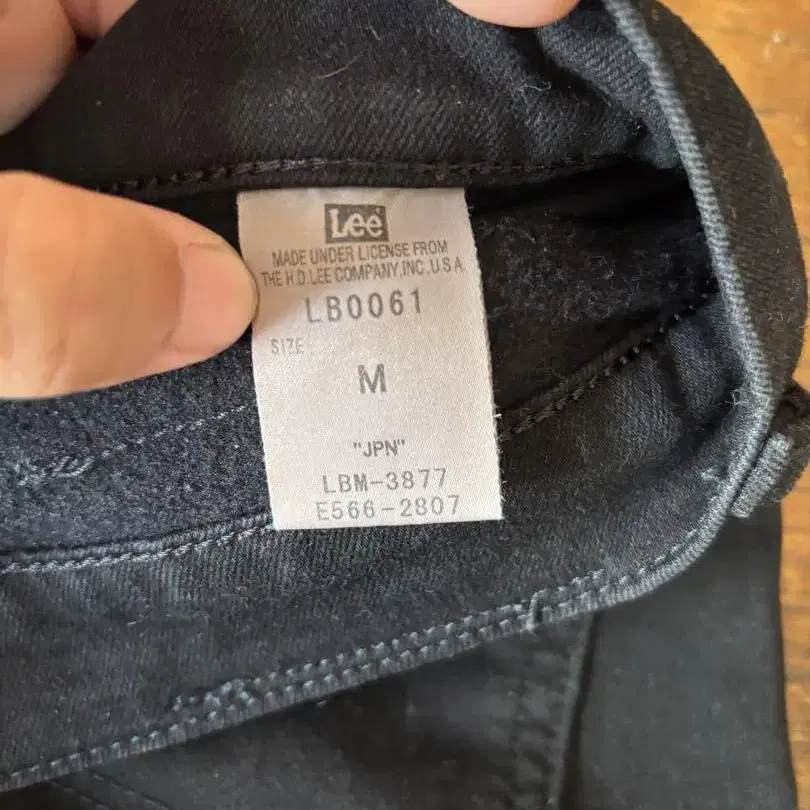 Lee
MADE UNDER LICENSE FROM
THE H.D.LEE COMPANY,INC.,U.S.A.
LB0061
SIZE
M
"JPN"
LBM-3877
E566-2807